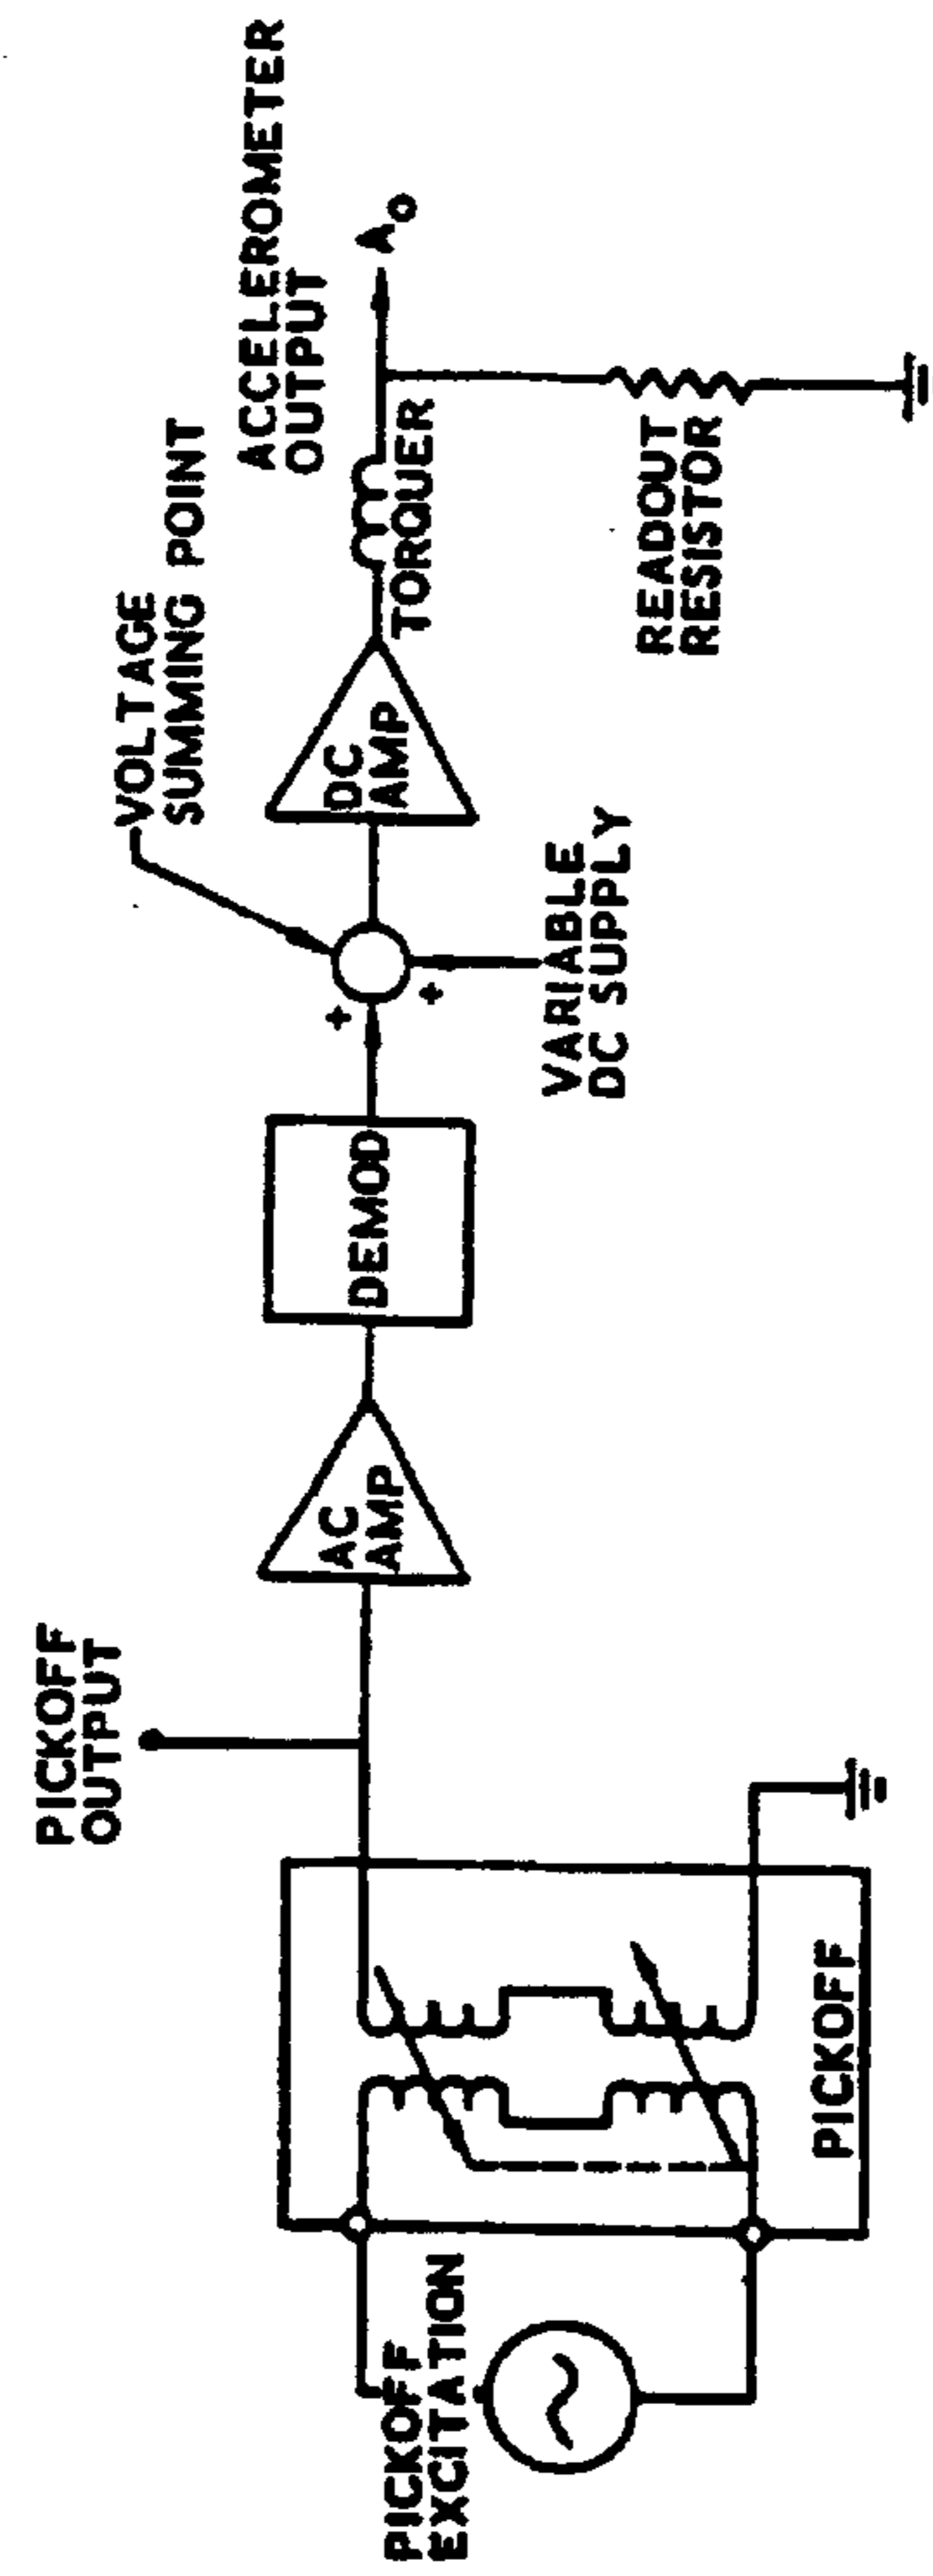 PICKOFF
EXCITATION
PICKOFF
PICKOFF
OUTPUT
AC
AMP
DEMOD
+
+
VARIABLE
DC SUPPLY
VOLTAGE
SUMMING POINT
DC
AMP
TORQUER
ACCELEROMETER
OUTPUT
A₀
READOUT
RESISTOR